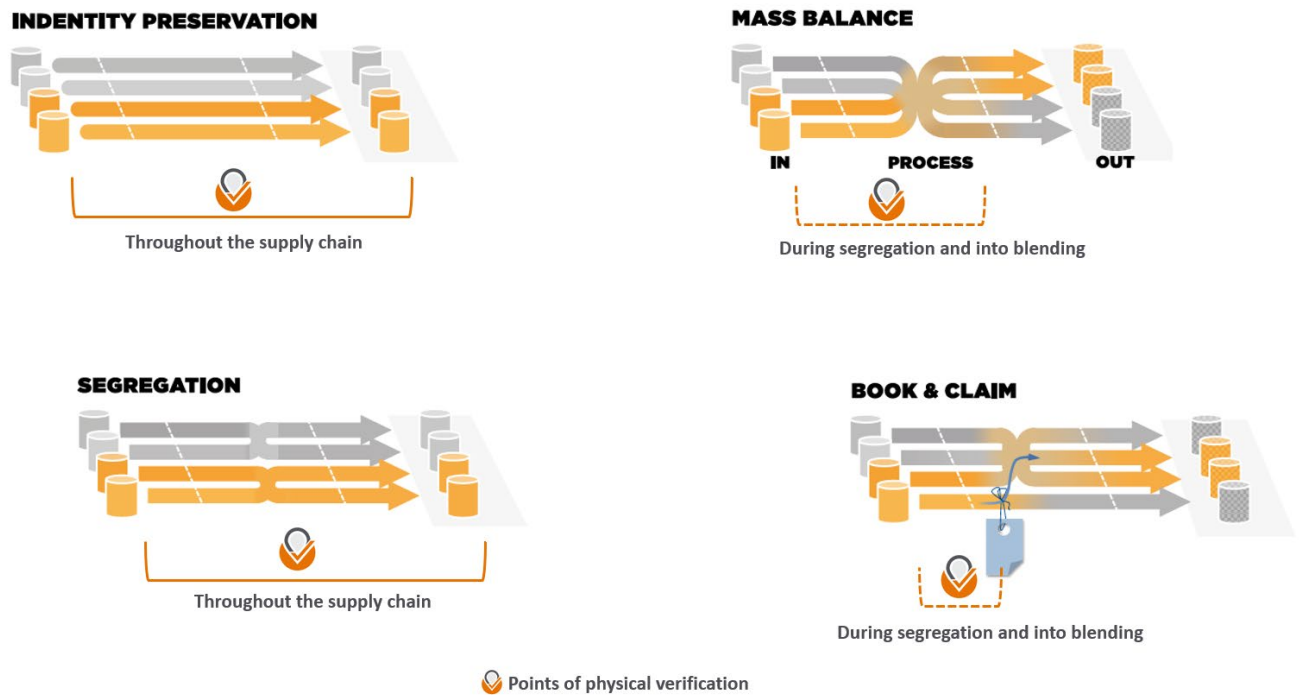 INDENTITY PRESERVATION
Throughout the supply chain
MASS BALANCE
IN
PROCESS
OUT
During segregation and into blending
SEGREGATION
Throughout the supply chain
BOOK & CLAIM
During segregation and into blending
Points of physical verification